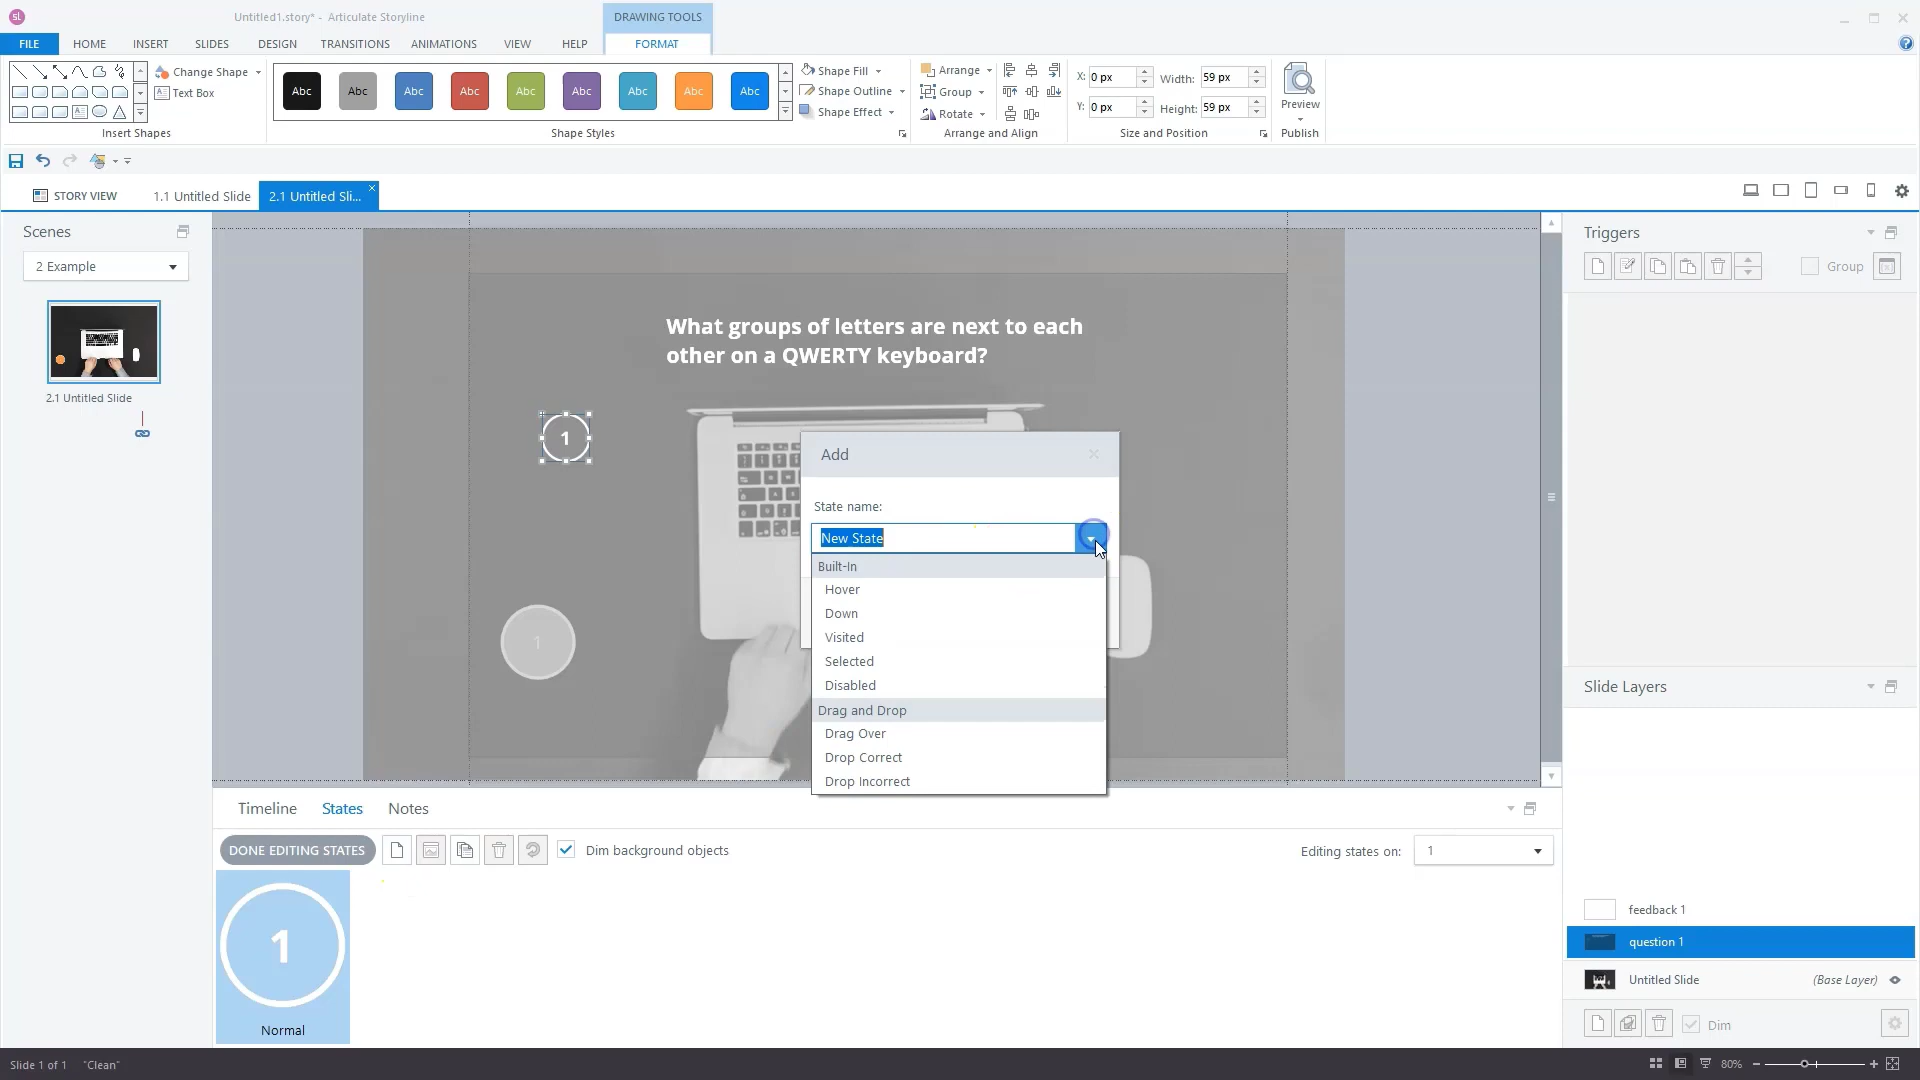 sl
Untitled1.story* - Articulate Storyline
DRAWING TOOLS
FILE
HOME
INSERT
SLIDES
DESIGN
TRANSITIONS
ANIMATIONS
VIEW
HELP
FORMAT
Change Shape
Text Box
Insert Shapes
Abc
Abc
Abc
Abc
Abc
Abc
Abc
Abc
Abc
Shape Fill
Shape Outline
Shape Effect
Shape Styles
Arrange
Group
Rotate
Arrange and Align
X: 0 px
Width: 59 px
Y: 0 px
Height: 59 px
Size and Position
Preview
Publish
STORY VIEW
1.1 Untitled Slide
2.1 Untitled Sli...
Scenes
2 Example
2.1 Untitled Slide
What groups of letters are next to each
other on a QWERTY keyboard?
1
1
Add
State name:
New State
Built-In
Hover
Down
Visited
Selected
Disabled
Drag and Drop
Drag Over
Drop Correct
Drop Incorrect
Triggers
Group
Slide Layers
feedback 1
question 1
Untitled Slide
(Base Layer)
Dim
Timeline
States
Notes
DONE EDITING STATES
Dim background objects
Editing states on:
1
1
Normal
Slide 1 of 1
"Clean"
80%